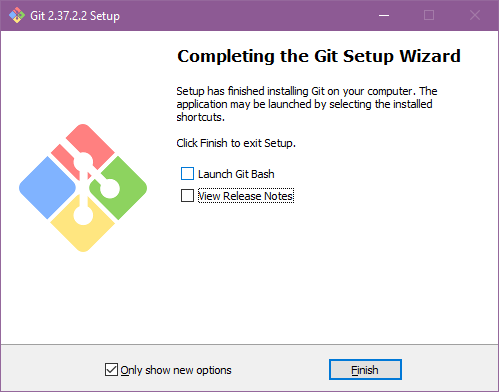 Git 2.37.2.2 Setup
Completing the Git Setup Wizard
Setup has finished installing Git on your computer. The
application may be launched by selecting the installed
shortcuts.
Click Finish to exit Setup.
Launch Git Bash
View Release Notes
Only show new options
Finish